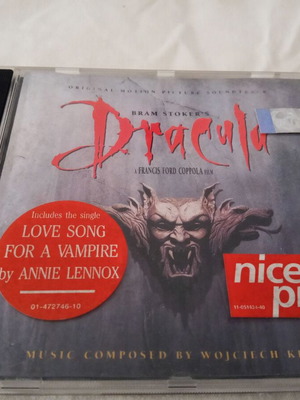 ORIGINAL MOTION PICTURE SOUNDTRACK
BRAM STOKER'S
Dracula
A FRANCIS FORD COPPOLA FILM
Includes the single
LOVE SONG
FOR A VAMPIRE
by ANNIE LENNOX
01-472746-10
nice
pr
MUSIC COMPOSED BY WOJCIECH